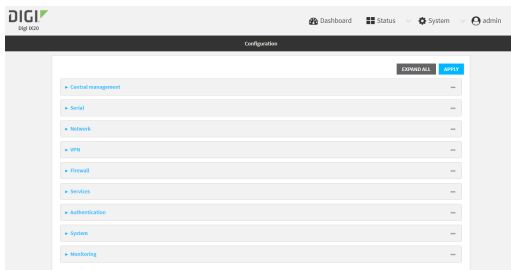 DIGI
Digi IX20
Dashboard
Status
System
admin
Configuration
EXPAND ALL
APPLY
Central management
Serial
Network
VPN
Firewall
Services
Authentication
System
Monitoring